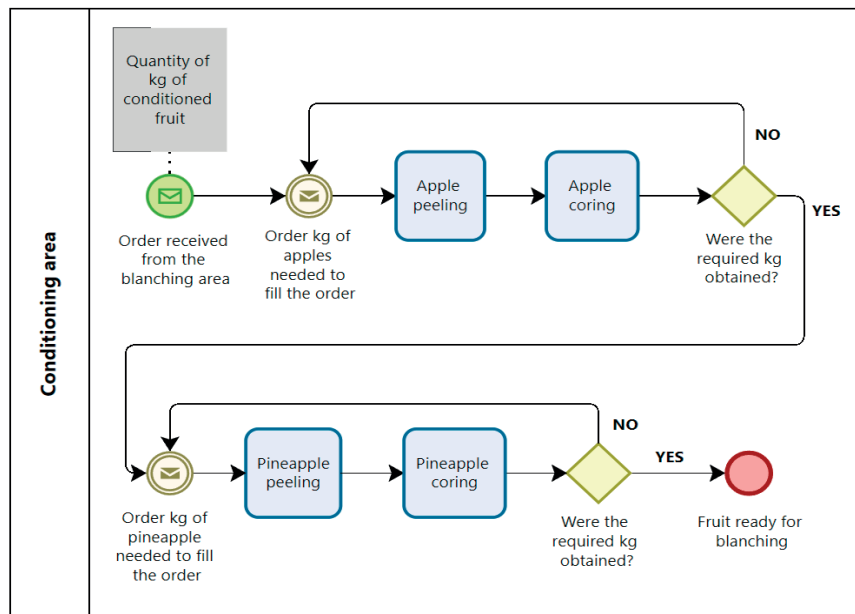 Conditioning area
Quantity of
kg of
conditioned
fruit
Order received
from the
blanching area
Order kg of
apples
needed to
fill the order
Apple
peeling
Apple
coring
NO
YES
Were the
required kg
obtained?
Order kg of
pineapple
needed to fill
the order
Pineapple
peeling
Pineapple
coring
NO
YES
Were the
required kg
obtained?
Fruit ready for
blanching